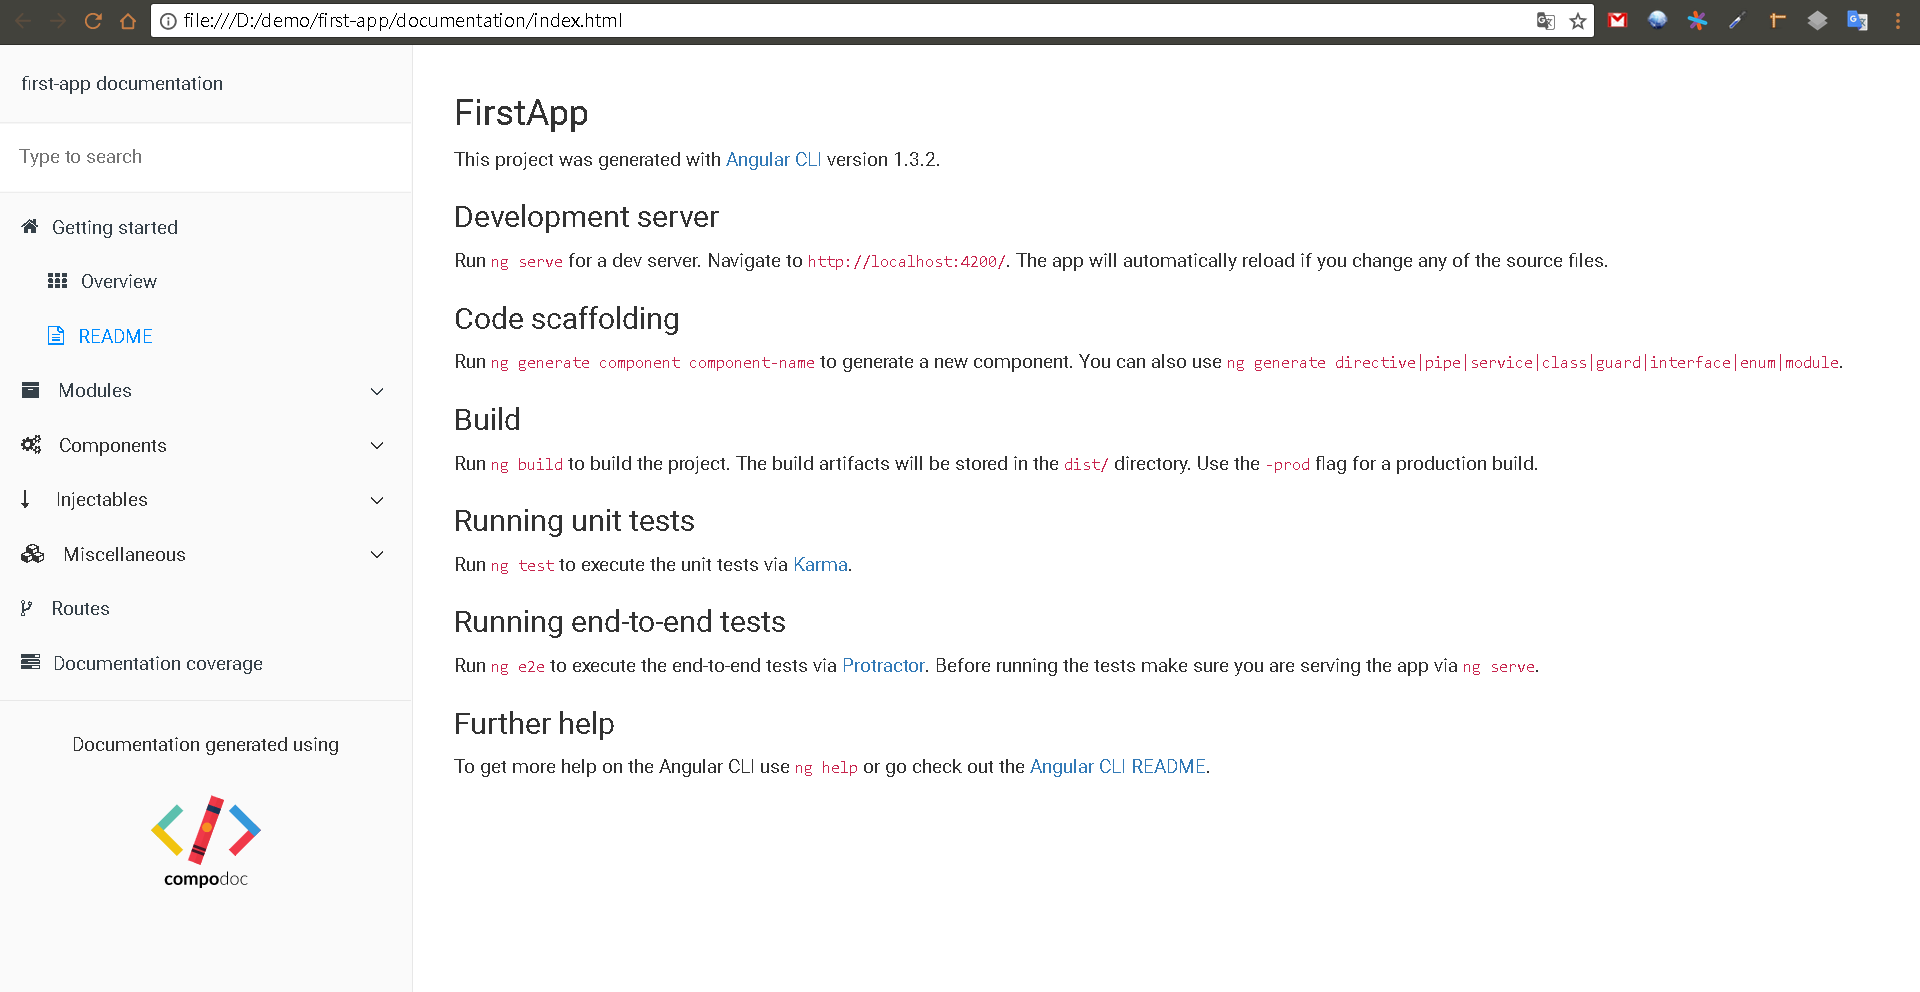 file:///D:/demo/first-app/documentation/index.html
first-app documentation
Type to search
Getting started
Overview
README
Modules
Components
Injectables
Miscellaneous
Routes
Documentation coverage
Documentation generated using
compodoc
FirstApp
This project was generated with Angular CLI version 1.3.2.
Development server
Run ng serve for a dev server. Navigate to http://localhost:4200/. The app will automatically reload if you change any of the source files.
Code scaffolding
Run ng generate component component-name to generate a new component. You can also use ng generate directive|pipe|service|class|guard|interface|enum|module.
Build
Run ng build to build the project. The build artifacts will be stored in the dist/ directory. Use the -prod flag for a production build.
Running unit tests
Run ng test to execute the unit tests via Karma.
Running end-to-end tests
Run ng e2e to execute the end-to-end tests via Protractor. Before running the tests make sure you are serving the app via ng serve.
Further help
To get more help on the Angular CLI use ng help or go check out the Angular CLI README.